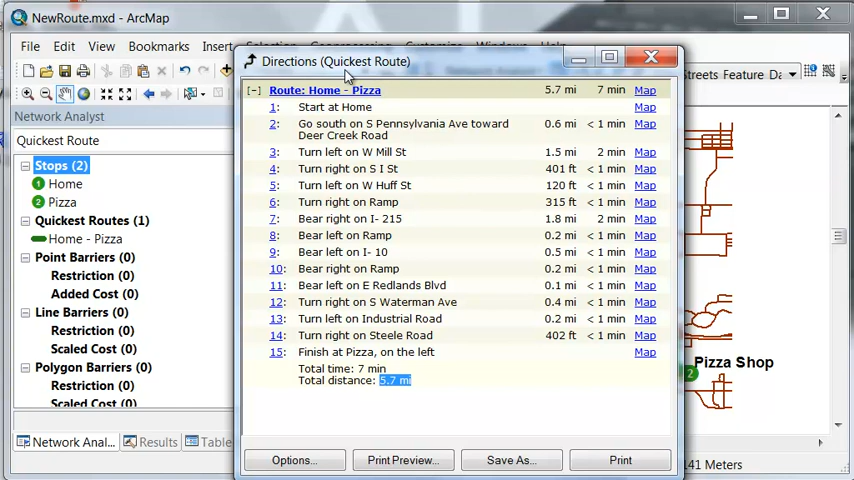 NewRoute.mxd - ArcMap
File Edit View Bookmarks Insert
Directions (Quickest Route)
Streets Feature Da
Network Analyst
Quickest Route
Stops (2)
1 Home
2 Pizza
Quickest Routes (1)
Home - Pizza
Point Barriers (0)
Restriction (0)
Added Cost (0)
Line Barriers (0)
Restriction (0)
Scaled Cost (0)
Polygon Barriers (0)
Restriction (0)
Scaled Cost (0)
Network Anal... Results Table
[-] Route: Home - Pizza 5.7 mi 7 min Map
1: Start at Home Map
2: Go south on S Pennsylvania Ave toward 0.6 mi < 1 min Map
Deer Creek Road
3: Turn left on W Mill St 1.5 mi 2 min Map
4: Turn right on S I St 401 ft < 1 min Map
5: Turn left on W Huff St 120 ft < 1 min Map
6: Turn right on Ramp 315 ft < 1 min Map
7: Bear right on I- 215 1.8 mi 2 min Map
8: Bear left on Ramp 0.2 mi < 1 min Map
9: Bear left on I- 10 0.5 mi < 1 min Map
10: Bear right on Ramp 0.2 mi < 1 min Map
11: Bear left on E Redlands Blvd 0.1 mi < 1 min Map
12: Turn right on S Waterman Ave 0.4 mi < 1 min Map
13: Turn left on Industrial Road 0.2 mi < 1 min Map
14: Turn right on Steele Road 402 ft < 1 min Map
15: Finish at Pizza, on the left Map
Total time: 7 min
Total distance: 5.7 mi
Options... Print Preview... Save As... Print
Pizza Shop
2
141 Meters